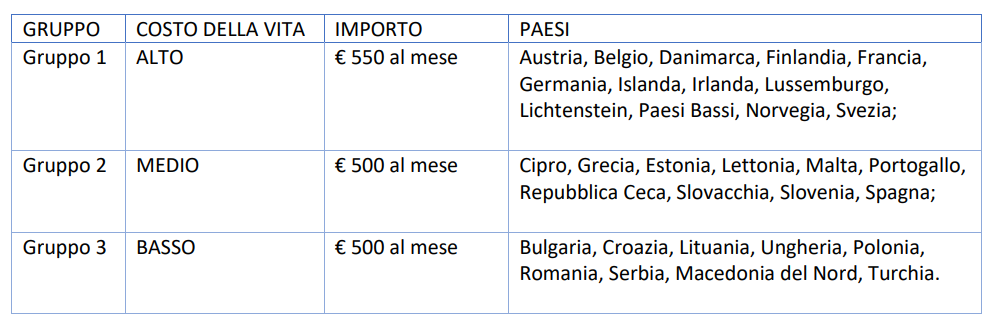 GRUPPO COSTO DELLA VITA IMPORTO PAESI
Gruppo 1 ALTO € 550 al mese Austria, Belgio, Danimarca, Finlandia, Francia,
Germania, Islanda, Irlanda, Lussemburgo,
Lichtenstein, Paesi Bassi, Norvegia, Svezia;
Gruppo 2 MEDIO € 500 al mese Cipro, Grecia, Estonia, Lettonia, Malta, Portogallo,
Repubblica Ceca, Slovacchia, Slovenia, Spagna;
Gruppo 3 BASSO € 500 al mese Bulgaria, Croazia, Lituania, Ungheria, Polonia,
Romania, Serbia, Macedonia del Nord, Turchia.